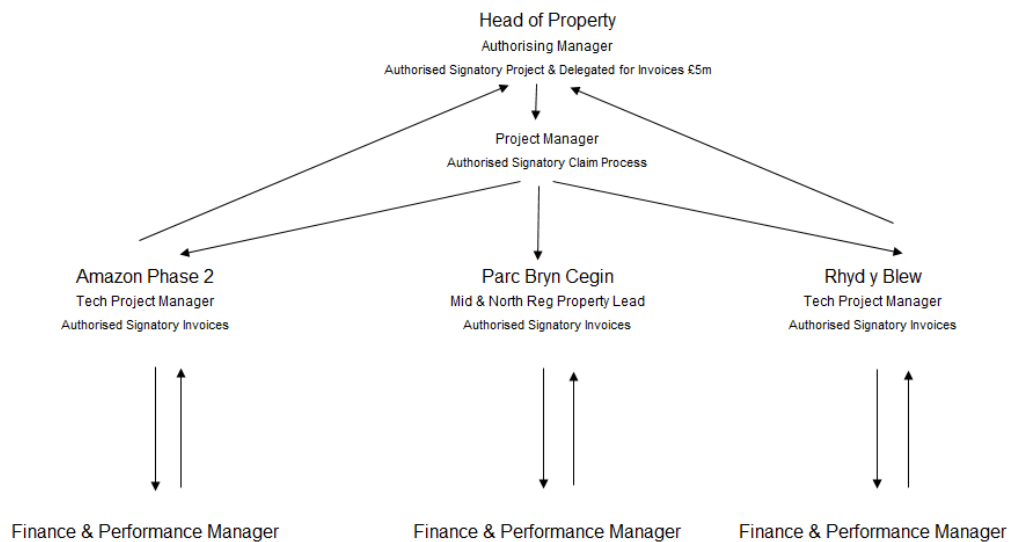 Head of Property
Authorising Manager
Authorised Signatory Project & Delegated for Invoices £5m
Project Manager
Authorised Signatory Claim Process
Amazon Phase 2
Tech Project Manager
Authorised Signatory Invoices
Parc Bryn Cegin
Mid & North Reg Property Lead
Authorised Signatory Invoices
Rhyd y Blew
Tech Project Manager
Authorised Signatory Invoices
Finance & Performance Manager
Finance & Performance Manager
Finance & Performance Manager